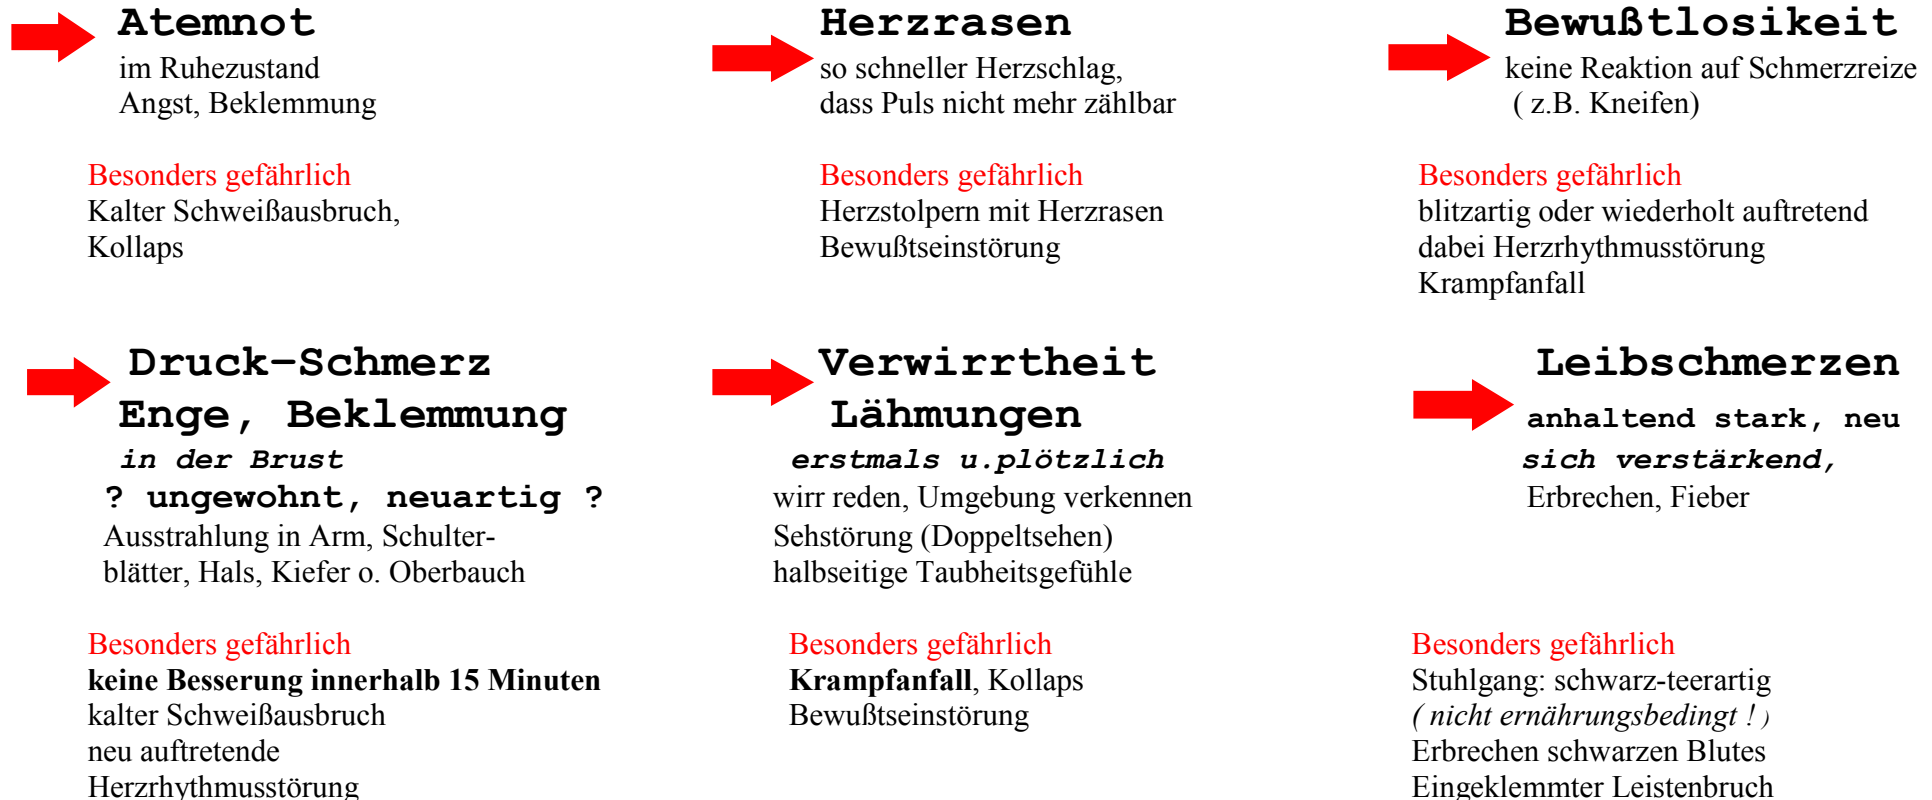 Atemnot
im Ruhezustand
Angst, Beklemmung
Besonders gefährlich
Kalter Schweißausbruch,
Kollaps
Herzrasen
so schneller Herzschlag,
dass Puls nicht mehr zählbar
Besonders gefährlich
Herzstolpern mit Herzrasen
Bewußtseinstörung
Bewußtlosikeit
keine Reaktion auf Schmerzreize
( z.B. Kneifen)
Besonders gefährlich
blitzartig oder wiederholt auftretend
dabei Herzrhythmusstörung
Krampfanfall
Druck-Schmerz
Enge, Beklemmung
in der Brust
? ungewohnt, neuartig ?
Ausstrahlung in Arm, Schulter-
blätter, Hals, Kiefer o. Oberbauch
Besonders gefährlich
keine Besserung innerhalb 15 Minuten
kalter Schweißausbruch
neu auftretende
Herzrhythmusstörung
Verwirrtheit
Lähmungen
erstmals u.plötzlich
wirr reden, Umgebung verkennen
Sehstörung (Doppeltsehen)
halbseitige Taubheitsgefühle
Besonders gefährlich
Krampfanfall, Kollaps
Bewußtseinstörung
Leibschmerzen
anhaltend stark, neu
sich verstärkend,
Erbrechen, Fieber
Besonders gefährlich
Stuhlgang: schwarz-teerartig
( nicht ernährungsbedingt ! )
Erbrechen schwarzen Blutes
Eingeklemmter Leistenbruch